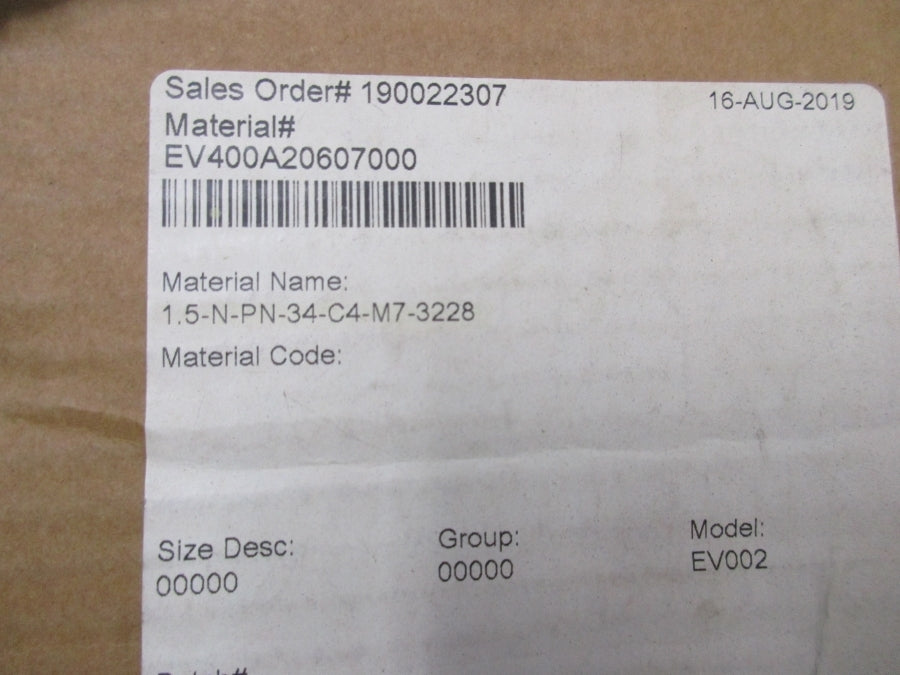 Sales Order# 190022307 16-AUG-2019
Material#
EV400A20607000
Material Name:
1.5-N-PN-34-C4-M7-3228
Material Code:
Size Desc: Group: Model:
00000 00000 EV002